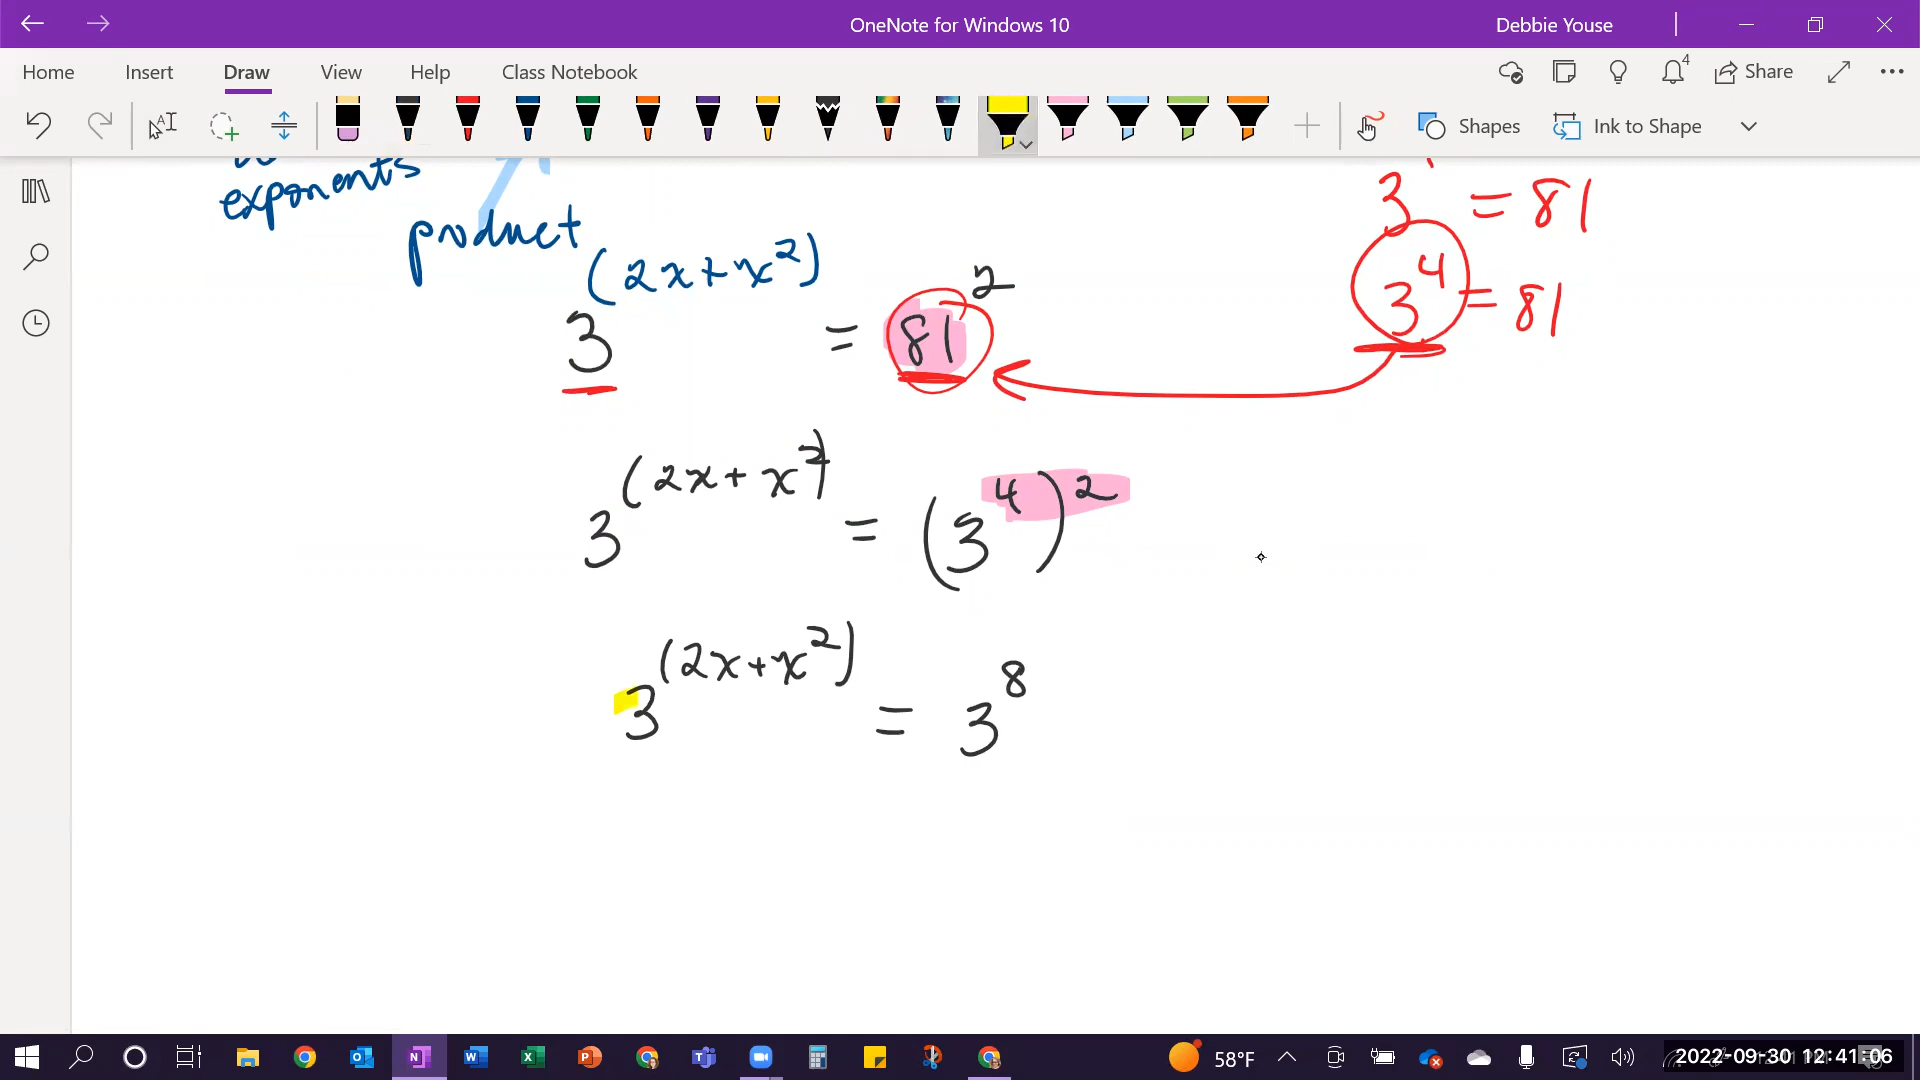 OneNote for Windows 10
Debbie Youse
Home Insert Draw View Help Class Notebook
4
Share
Shapes
Ink to Shape
exponents
product
3 = 81
3^4 = 81
3^(2x+x^2) = 81^2
3^(2x+x^2) = (3^4)^2
3^(2x+x^2) = 3^8
58°F
2022-09-30 12:41:06